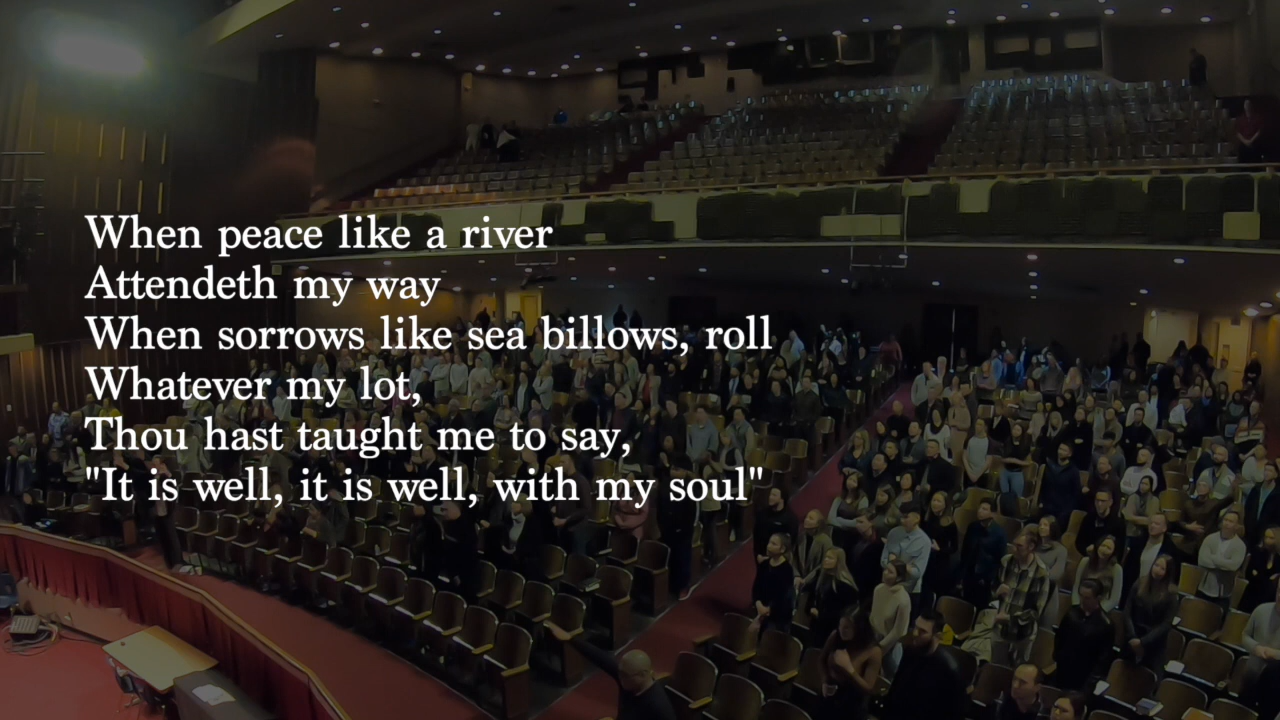 When peace like a river
Attendeth my way
When sorrows like sea billows, roll
Whatever my lot,
Thou hast taught me to say,
"It is well, it is well, with my soul"